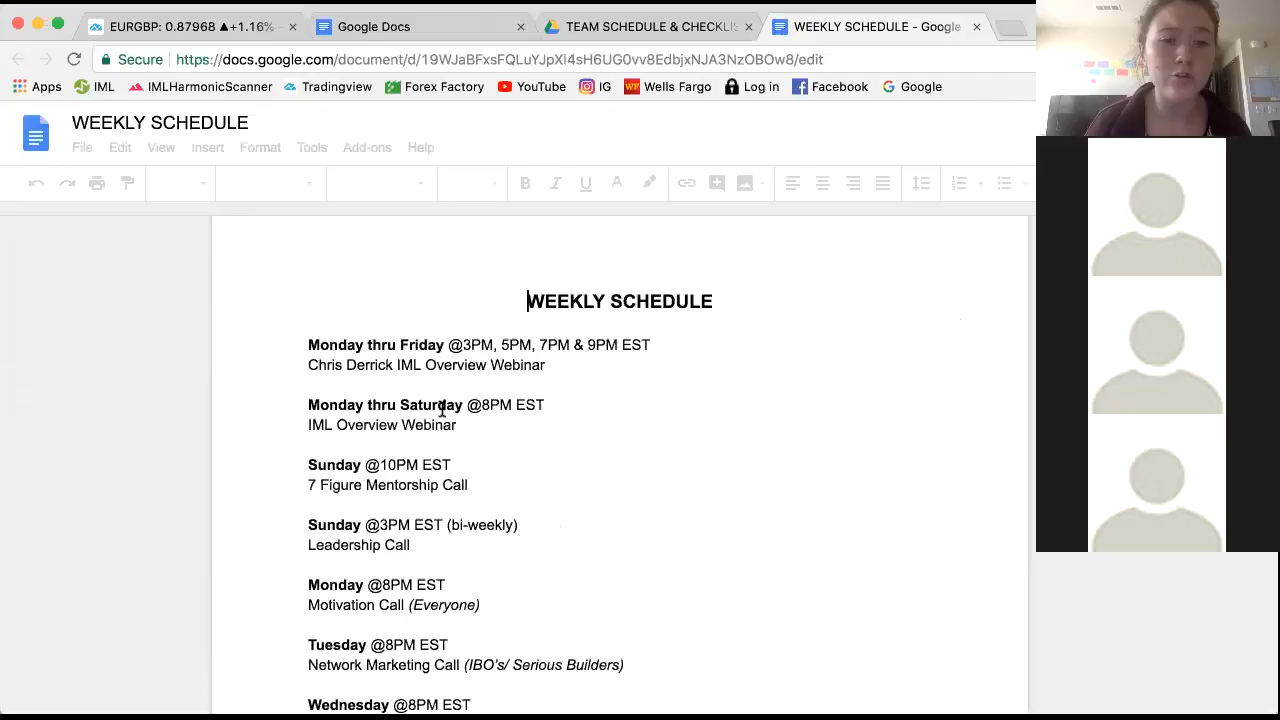 EURGBP: 0.87968 ▲+1.16%
Google Docs
TEAM SCHEDULE & CHECKLIS
WEEKLY SCHEDULE - Google
Secure
https://docs.google.com/document/d/19WJaBFxsFQLuYJpXl4sH6UG0vv8EdbjxNJA3NzOBOw8/edit
Apps IML IMLHarmonicScanner Tradingview Forex Factory YouTube IG Wells Fargo Log in Facebook Google
WEEKLY SCHEDULE
File Edit View Insert Format Tools Add-ons Help
WEEKLY SCHEDULE
Monday thru Friday @3PM, 5PM, 7PM & 9PM EST
Chris Derrick IML Overview Webinar
Monday thru Saturday @8PM EST
IML Overview Webinar
Sunday @10PM EST
7 Figure Mentorship Call
Sunday @3PM EST (bi-weekly)
Leadership Call
Monday @8PM EST
Motivation Call (Everyone)
Tuesday @8PM EST
Network Marketing Call (IBO's/ Serious Builders)
Wednesday @8PM EST